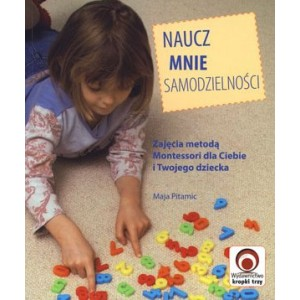 NAUCZ
MNIE
SAMODZIELNOŚCI
Zajęcia metodą
Montessori dla Ciebie
i Twojego dziecka
Maja Pitamic
Wydawnictwo
kropki trzy